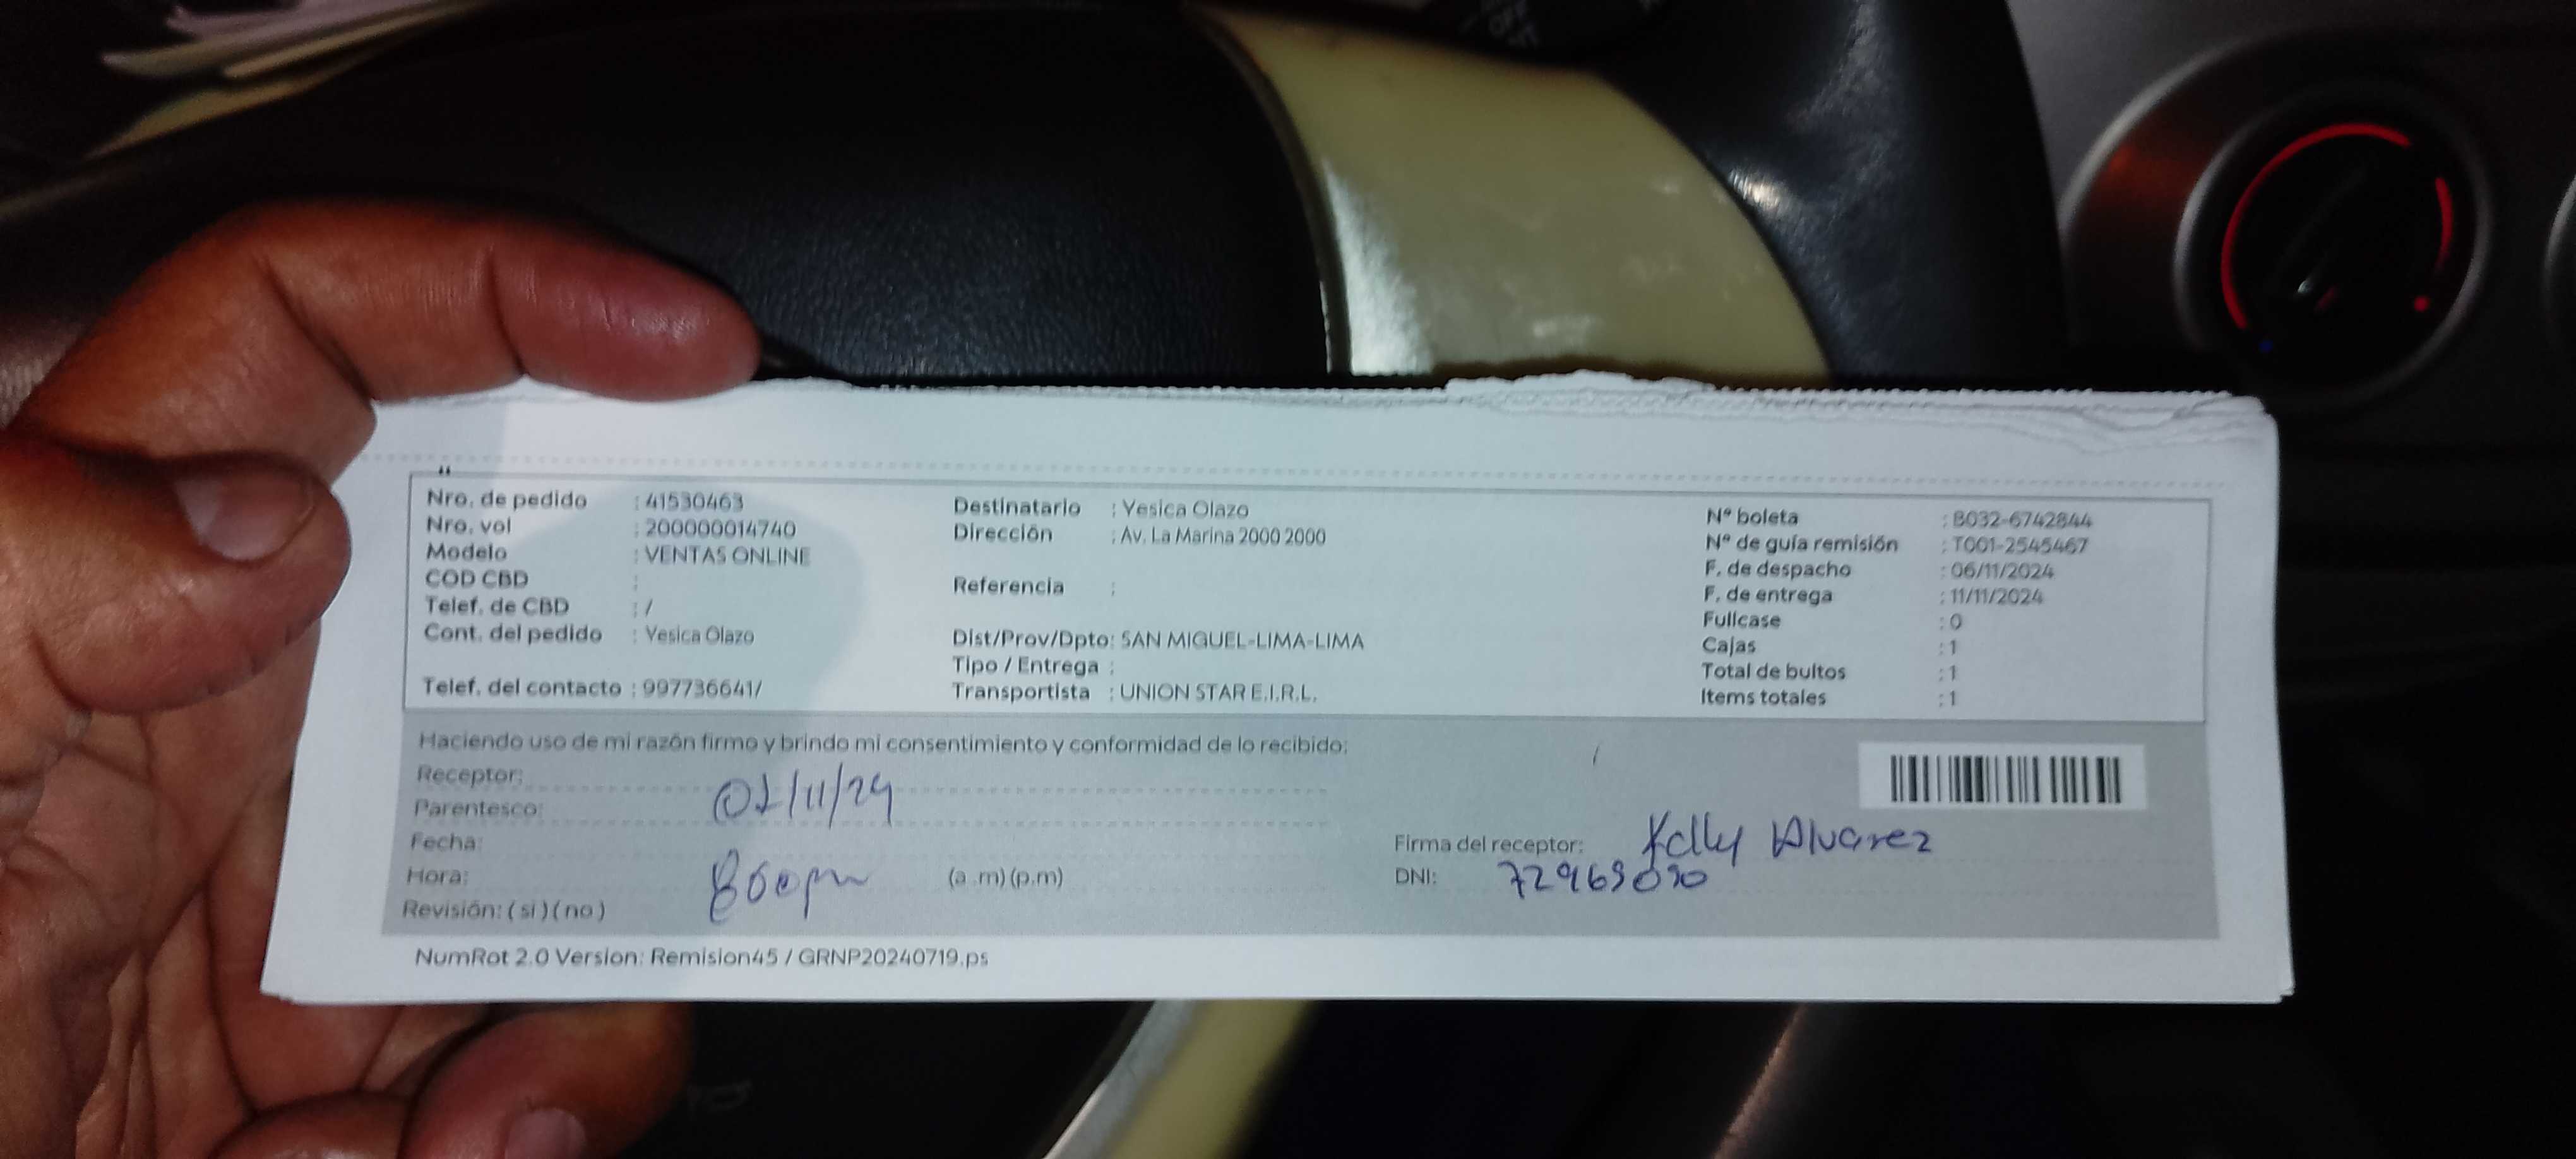 OFF
Nro. de pedido : 41530463
Nro. vol : 200000014740
Modelo : VENTAS ONLINE
COD CBD :
Telef. de CBD : /
Cont. del pedido : Yesica Olazo
Telef. del contacto : 997736641/
Destinatario : Yesica Olazo
Dirección : Av. La Marina 2000 2000
Referencia :
Dist/Prov/Dpto: SAN MIGUEL-LIMA-LIMA
Tipo / Entrega :
Transportista : UNION STAR E.I.R.L.
Nº boleta : B032-6742844
Nº de guía remisión : T001-2545467
F. de despacho : 06/11/2024
F. de entrega : 11/11/2024
Fullcase : 0
Cajas : 1
Total de bultos : 1
Items totales : 1
Haciendo uso de mi razón firmo y brindo mi consentimiento y conformidad de lo recibido:
Receptor:
Parentesco:
Fecha:
Hora: (a .m) (p.m)
Revisión: ( si ) ( no )
Firma del receptor: Kelly Alvarez
DNI:
NumRot 2.0 Version: Remision45 / GRNP20240719.ps